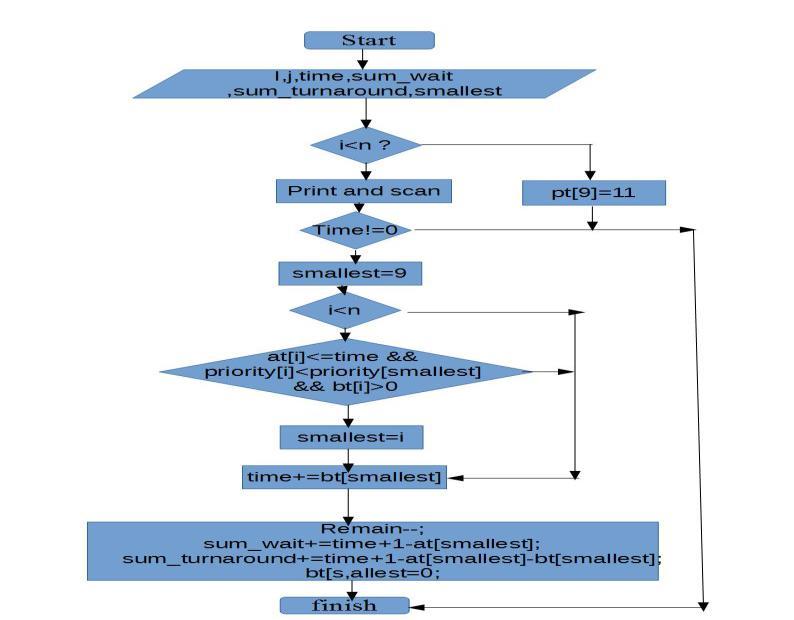 Start
I,j,time,sum_wait
,sum_turnaround,smallest
i<n ?
Print and scan
pt[9]=11
Time!=0
smallest=9
i<n
at[i]<=time &&
priority[i]<priority[smallest]
&& bt[i]>0
smallest=i
time+=bt[smallest]
Remain--;
sum_wait+=time+1-at[smallest];
sum_turnaround+=time+1-at[smallest]-bt[smallest];
bt[s,allest=0;
finish